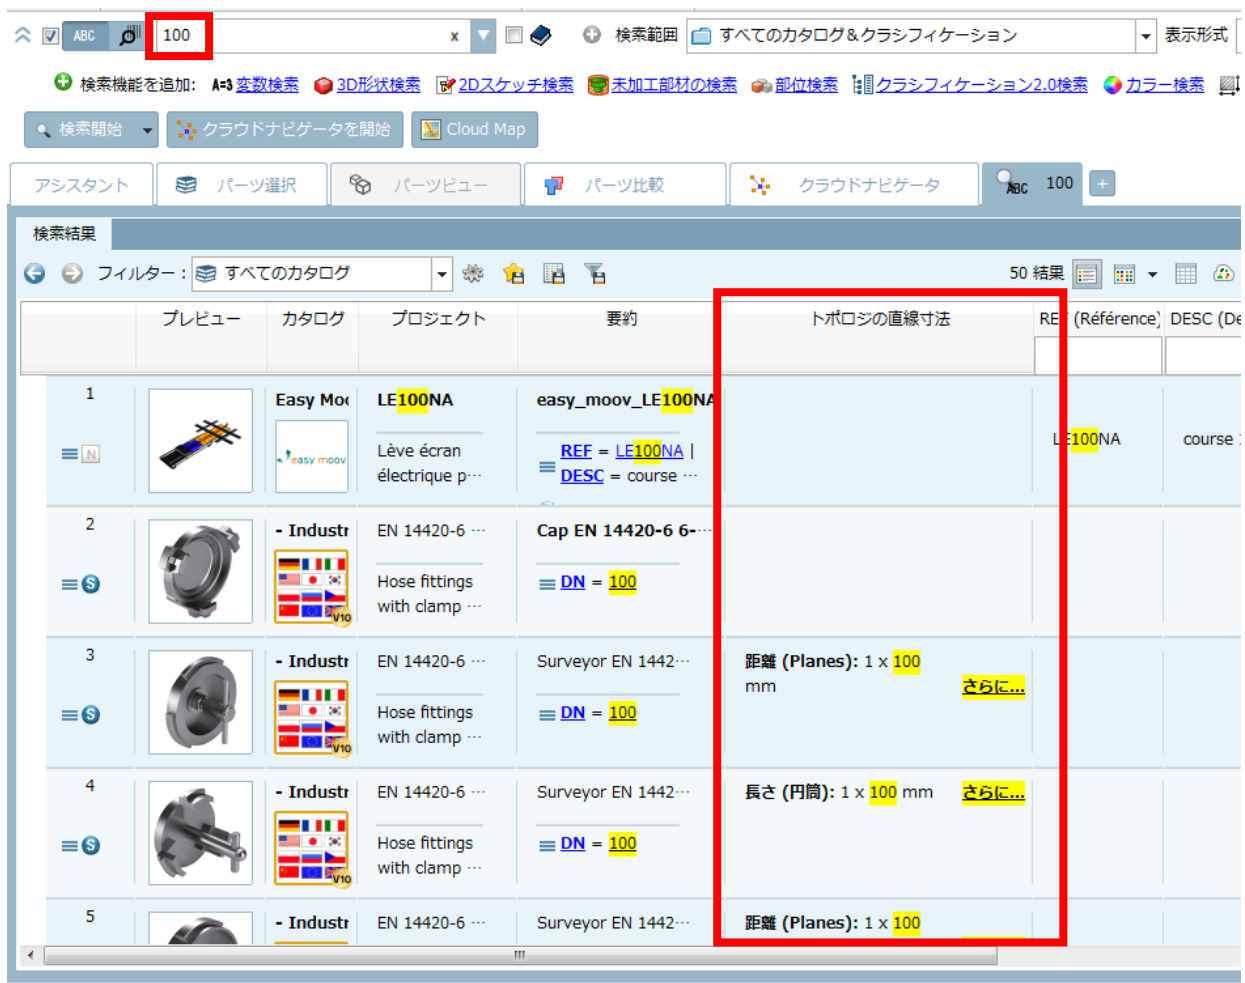 ABC 100 x 検索範囲 すべてのカタログ&クラシフィケーション 表示形式
検索機能を追加: A=3 変数検索 3D形状検索 2Dスケッチ検索 未加工部材の検索 部位検索 クラシフィケーション2.0検索 カラー検索
検索開始 クラウドナビゲータを開始 Cloud Map
アシスタント パーツ選択 パーツビュー パーツ比較 クラウドナビゲータ ABC 100 +
検索結果
フィルター: すべてのカタログ 50 結果
プレビュー カタログ プロジェクト 要約 トポロジの直線寸法 REF (Référence) DESC (De
1
Easy Moo LE100NA easy_moov_LE100NA
LE100NA course
N easy moov Lève écran REF = LE100NA |
électrique p… DESC = course …
2
- Industr EN 14420-6 … Cap EN 14420-6 6-…
S Hose fittings DN = 100
with clamp …
V10
3
- Industr EN 14420-6 … Surveyor EN 1442… 距離 (Planes): 1 x 100
mm さらに...
S Hose fittings DN = 100
with clamp …
V10
4
- Industr EN 14420-6 … Surveyor EN 1442… 長さ (円筒): 1 x 100 mm さらに...
S Hose fittings DN = 100
with clamp …
V10
5
- Industr EN 14420-6 … Surveyor EN 1442… 距離 (Planes): 1 x 100